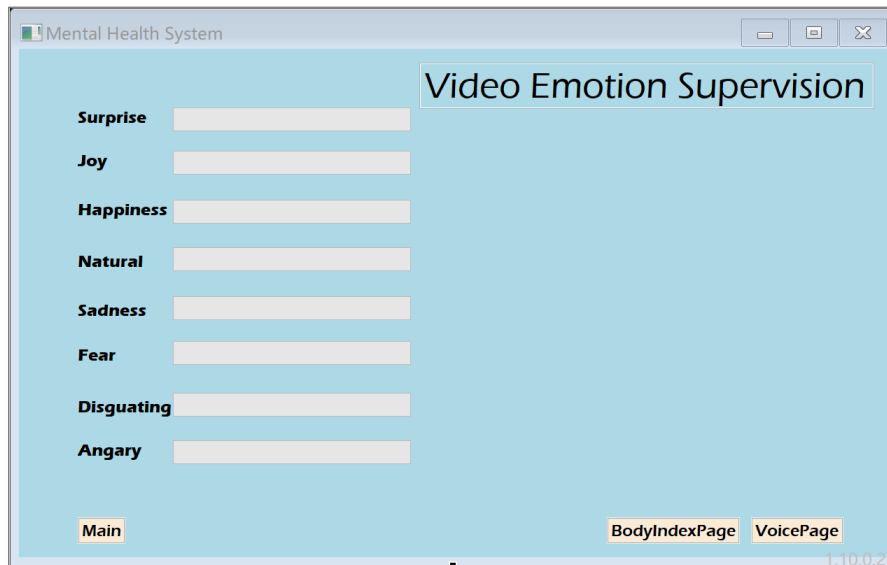 Mental Health System
Video Emotion Supervision
Surprise
Joy
Happiness
Natural
Sadness
Fear
Disguating
Angary
Main
BodyIndexPage
VoicePage
1.10.0.2